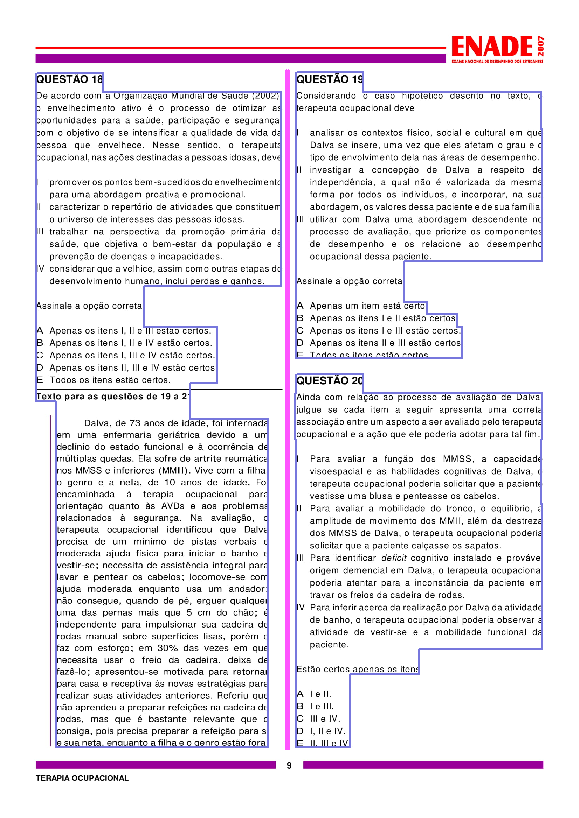 ENADE 2007
EXAME NACIONAL DE DESEMPENHO DOS ESTUDANTES
QUESTÃO 18
De acordo com a Organização Mundial de Saúde (2002),
o envelhecimento ativo é o processo de otimizar as
oportunidades para a saúde, participação e segurança,
com o objetivo de se intensificar a qualidade de vida da
pessoa que envelhece. Nesse sentido, o terapeuta
ocupacional, nas ações destinadas a pessoas idosas, deve
I promover os pontos bem-sucedidos do envelhecimento
para uma abordagem proativa e promocional.
II caracterizar o repertório de atividades que constituem
o universo de interesses das pessoas idosas.
III trabalhar na perspectiva da promoção primária da
saúde, que objetiva o bem-estar da população e a
prevenção de doenças e incapacidades.
IV considerar que a velhice, assim como outras etapas do
desenvolvimento humano, inclui perdas e ganhos.
Assinale a opção correta.
A Apenas os itens I, II e III estão certos.
B Apenas os itens I, II e IV estão certos.
C Apenas os itens I, III e IV estão certos.
D Apenas os itens II, III e IV estão certos.
E Todos os itens estão certos.
Texto para as questões de 19 a 21
Dalva, de 73 anos de idade, foi internada
em uma enfermaria geriátrica devido a um
declínio do estado funcional e à ocorrência de
múltiplas quedas. Ela sofre de artrite reumática
nos MMSS e inferiores (MMII). Vive com a filha,
o genro e a neta, de 10 anos de idade. Foi
encaminhada à terapia ocupacional para
orientação quanto às AVDs e aos problemas
relacionados à segurança. Na avaliação, o
terapeuta ocupacional identificou que Dalva
precisa de um mínimo de pistas verbais e
moderada ajuda física para iniciar o banho e
vestir-se; necessita de assistência integral para
lavar e pentear os cabelos; locomove-se com
ajuda moderada enquanto usa um andador;
não consegue, quando de pé, erguer qualquer
uma das pernas mais que 5 cm do chão; é
independente para impulsionar sua cadeira de
rodas manual sobre superfícies lisas, porém o
faz com esforço; em 30% das vezes em que
necessita usar o freio da cadeira, deixa de
fazê-lo; apresentou-se motivada para retornar
para casa e receptiva às novas estratégias para
realizar suas atividades anteriores. Referiu que
não aprendeu a preparar refeições na cadeira de
rodas, mas que é bastante relevante que o
consiga, pois precisa preparar a refeição para si
e sua neta, enquanto a filha e o genro estão fora.
QUESTÃO 19
Considerando o caso hipotético descrito no texto, o
terapeuta ocupacional deve
I analisar os contextos físico, social e cultural em que
Dalva se insere, uma vez que eles afetam o grau e o
tipo de envolvimento dela nas áreas de desempenho.
II investigar a concepção de Dalva a respeito de
independência, a qual não é valorizada da mesma
forma por todos os indivíduos, e incorporar, na sua
abordagem, os valores dessa paciente e de sua família.
III utilizar com Dalva uma abordagem descendente no
processo de avaliação, que priorize os componentes
de desempenho e os relacione ao desempenho
ocupacional dessa paciente.
Assinale a opção correta.
A Apenas um item está certo.
B Apenas os itens I e II estão certos.
C Apenas os itens I e III estão certos.
D Apenas os itens II e III estão certos.
E Todos os itens estão certos.
QUESTÃO 20
Ainda com relação ao processo de avaliação de Dalva,
julgue se cada item a seguir apresenta uma correta
associação entre um aspecto a ser avaliado pelo terapeuta
ocupacional e a ação que ele poderia adotar para tal fim.
I Para avaliar a função dos MMSS, a capacidade
visoespacial e as habilidades cognitivas de Dalva, o
terapeuta ocupacional poderia solicitar que a paciente
vestisse uma blusa e penteasse os cabelos.
II Para avaliar a mobilidade do tronco, o equilíbrio, a
amplitude de movimento dos MMII, além da destreza
dos MMSS de Dalva, o terapeuta ocupacional poderia
solicitar que a paciente calçasse os sapatos.
III Para identificar deficit cognitivo instalado e provável
origem demencial em Dalva, o terapeuta ocupacional
poderia atentar para a inconstância da paciente em
travar os freios da cadeira de rodas.
IV Para inferir acerca da realização por Dalva da atividade
de banho, o terapeuta ocupacional poderia observar a
atividade de vestir-se e a mobilidade funcional da
paciente.
Estão certos apenas os itens
A I e II.
B I e III.
C III e IV.
D I, II e IV.
E II, III e IV.
9
TERAPIA OCUPACIONAL